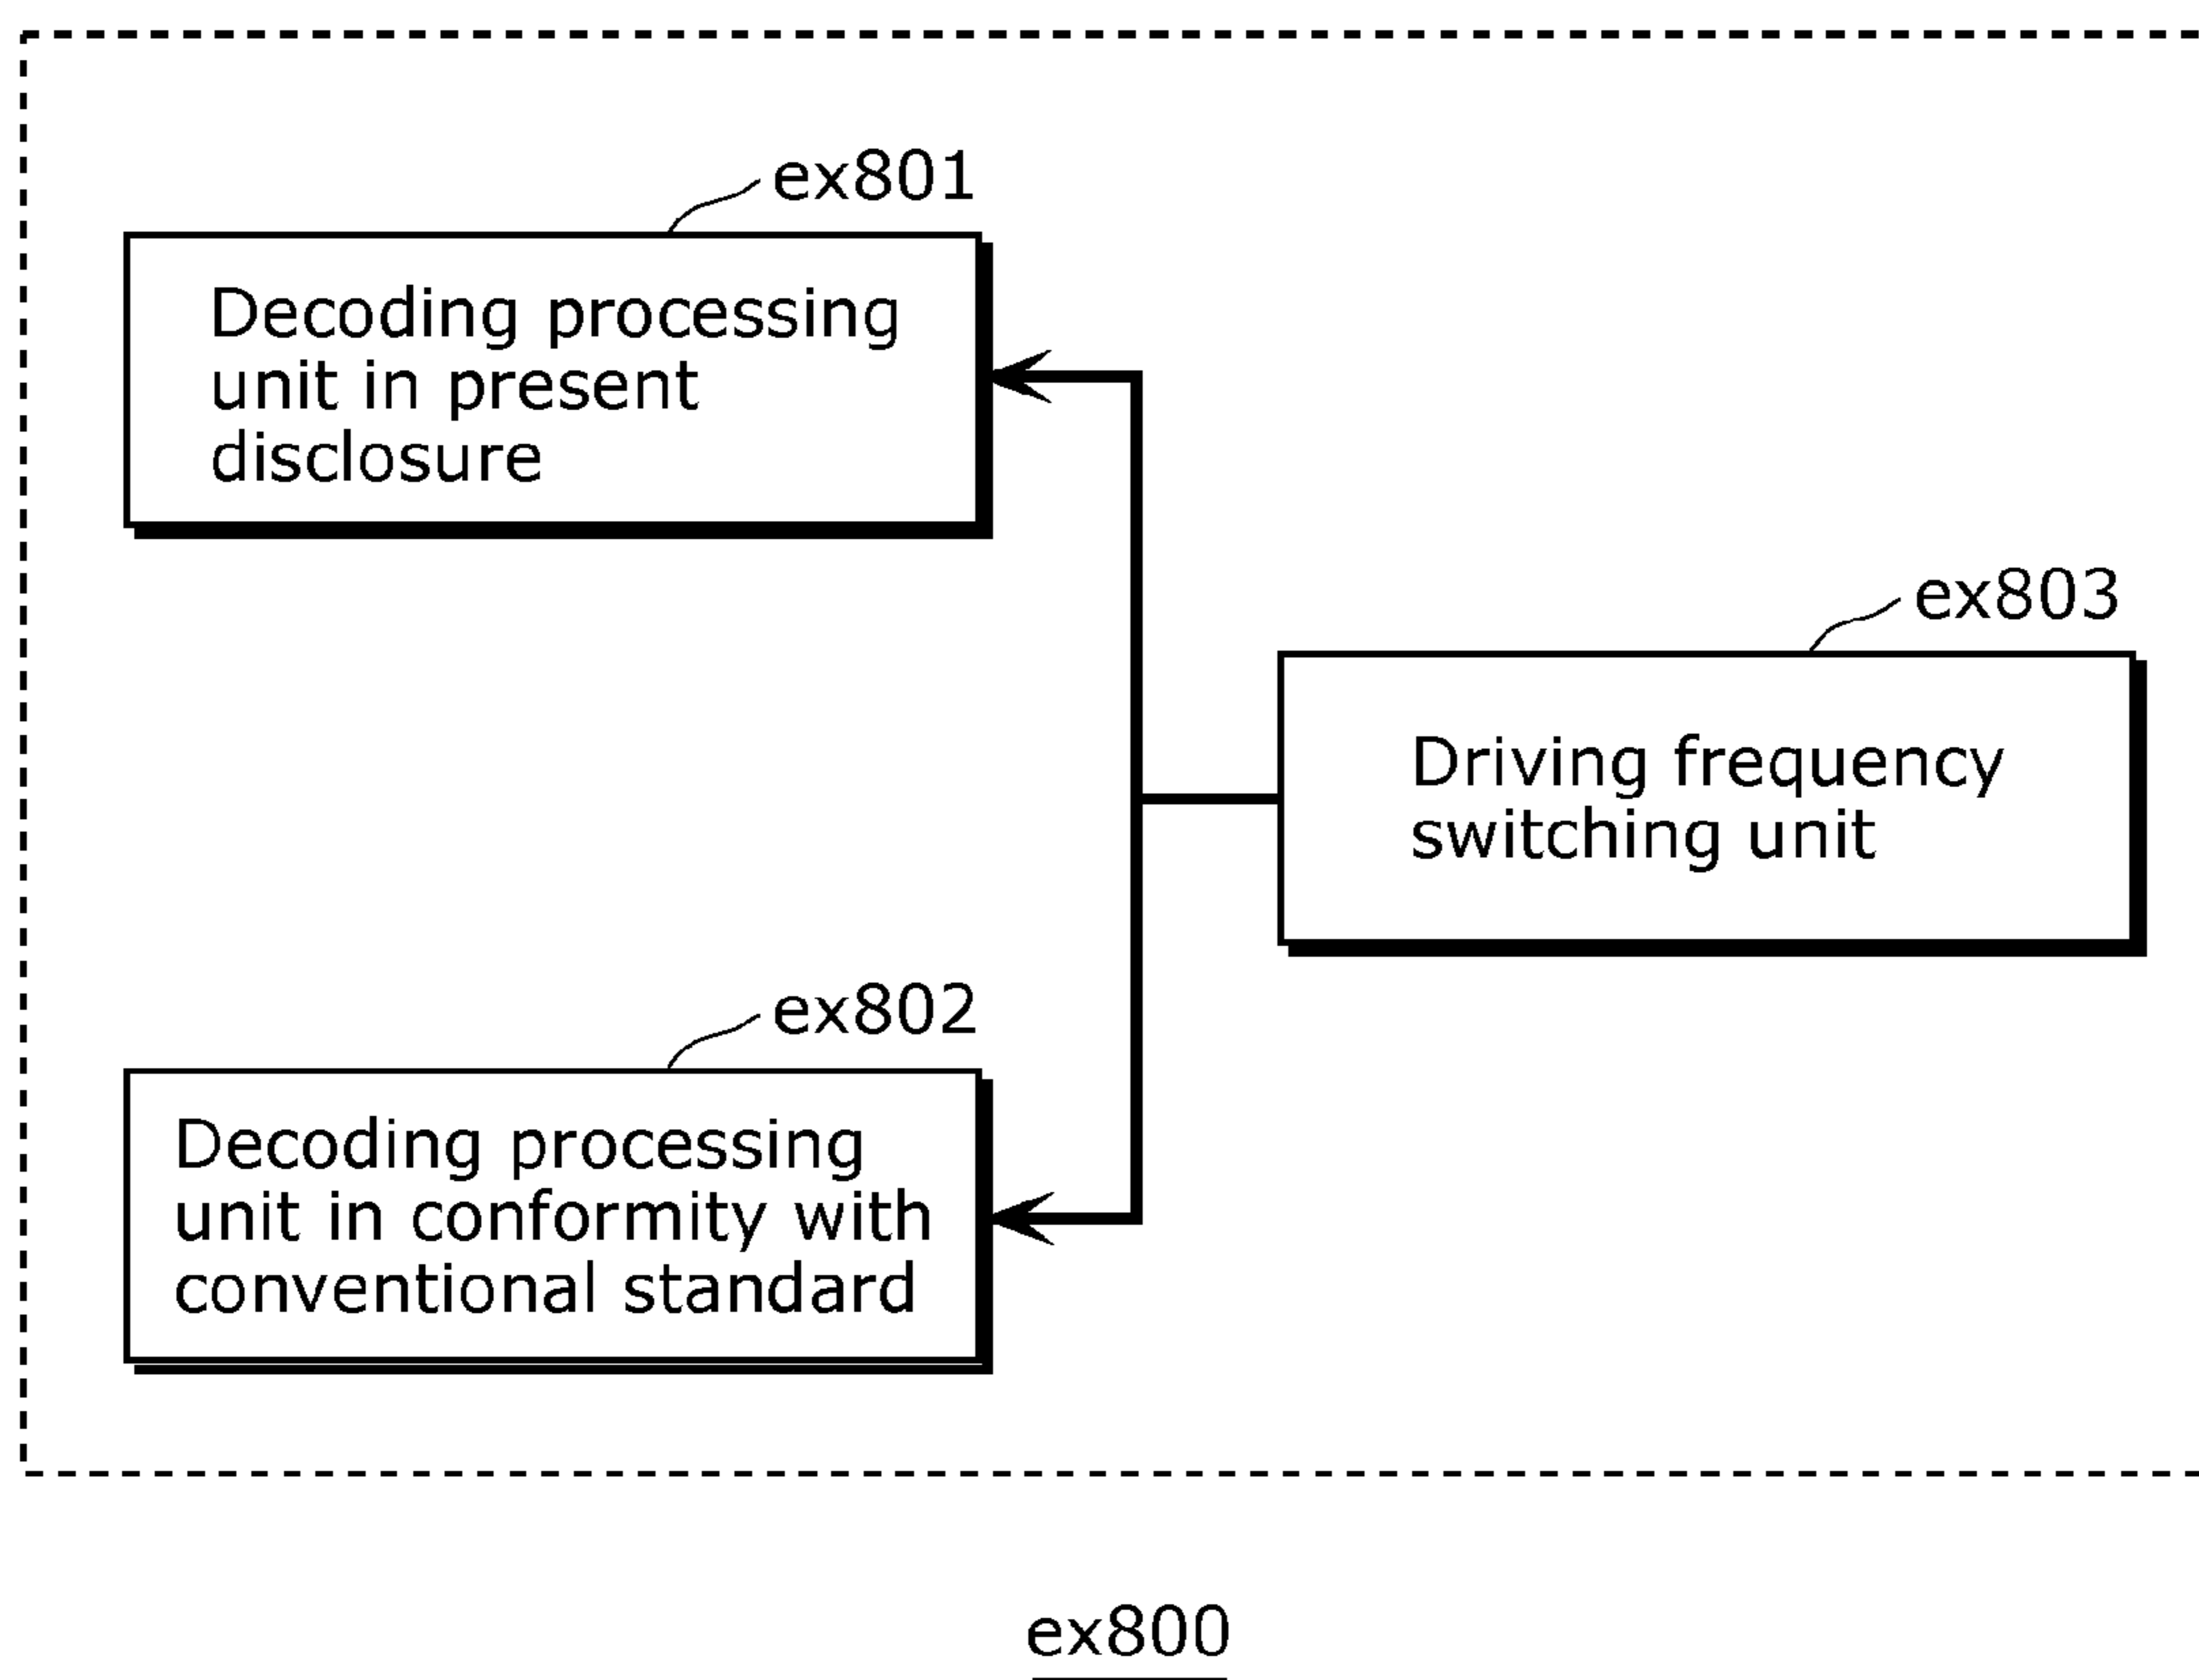 ex801
Decoding processing
unit in present
disclosure
ex803
Driving frequency
switching unit
ex802
Decoding processing
unit in conformity with
conventional standard
ex800